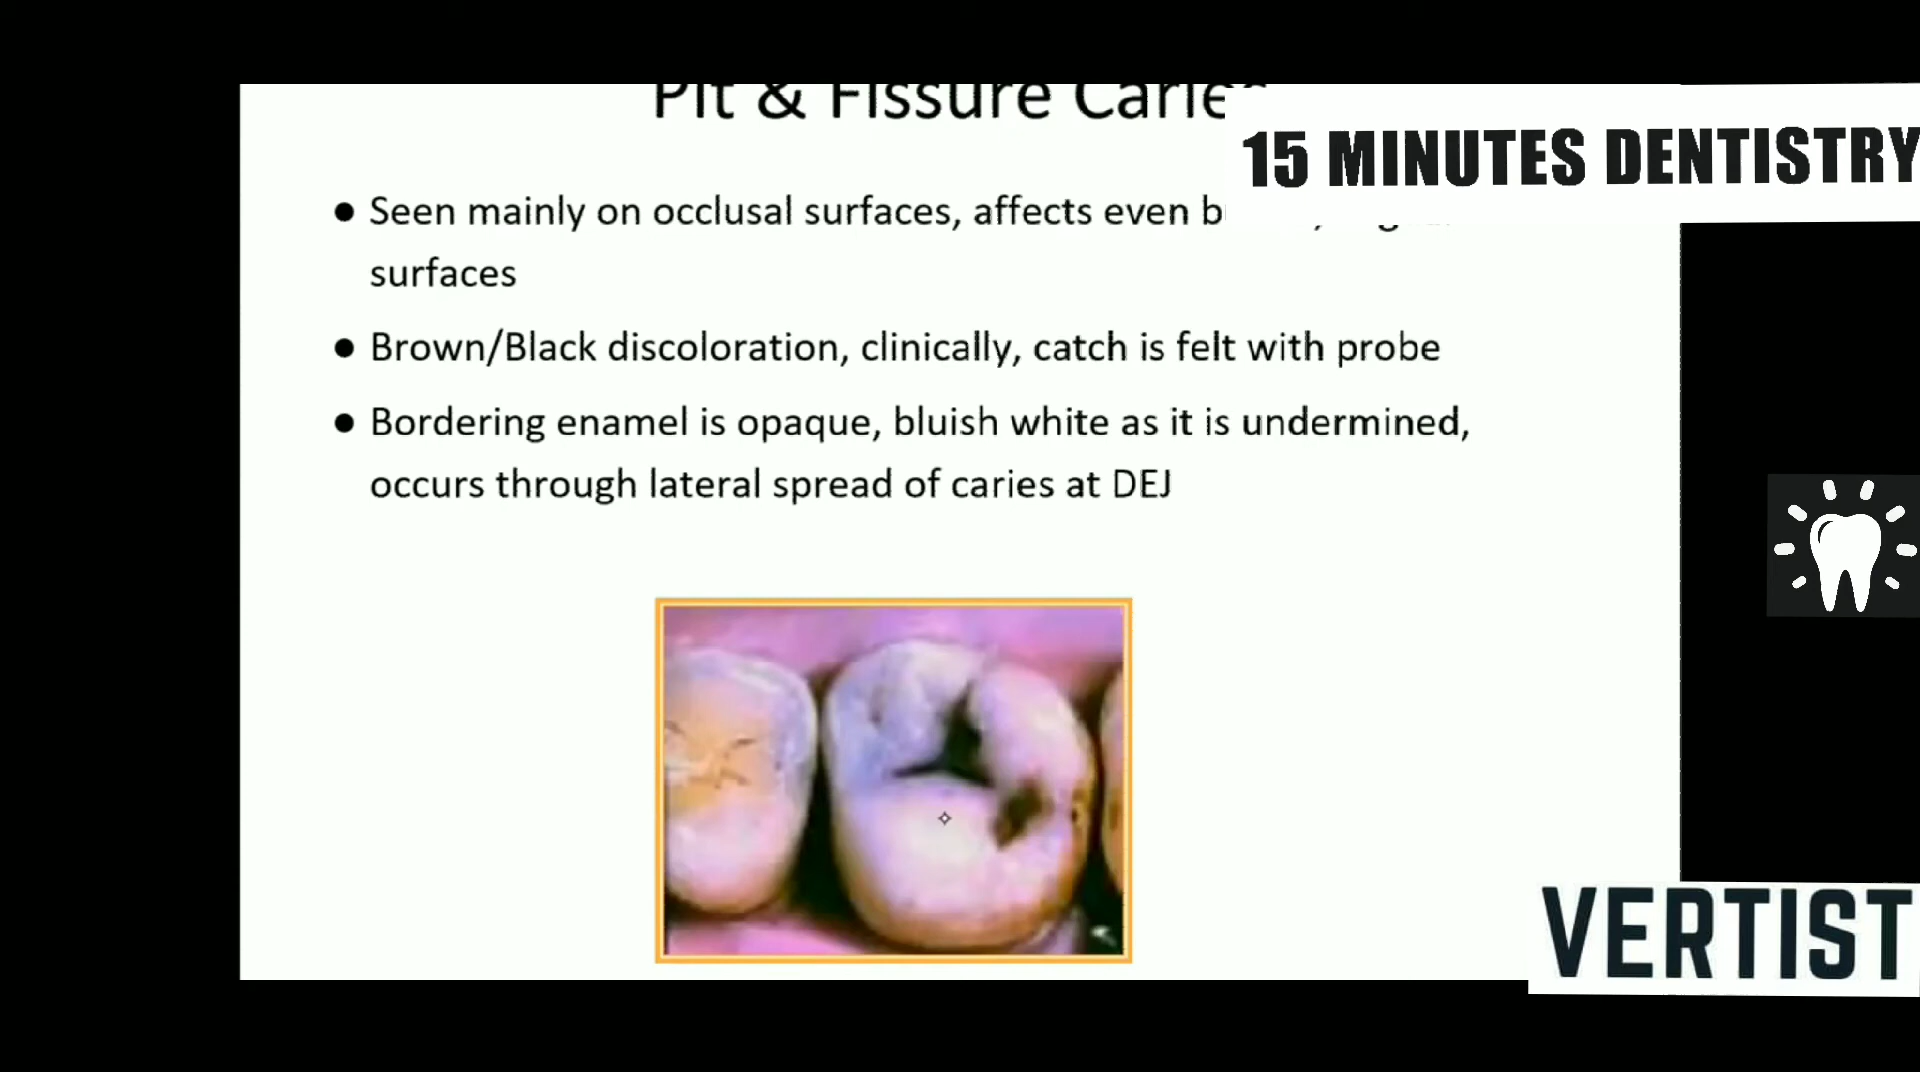 Pit & Fissure Caries
15 MINUTES DENTISTRY
● Seen mainly on occlusal surfaces, affects even
surfaces
● Brown/Black discoloration, clinically, catch is felt with probe
● Bordering enamel is opaque, bluish white as it is undermined,
occurs through lateral spread of caries at DEJ
VERTIST